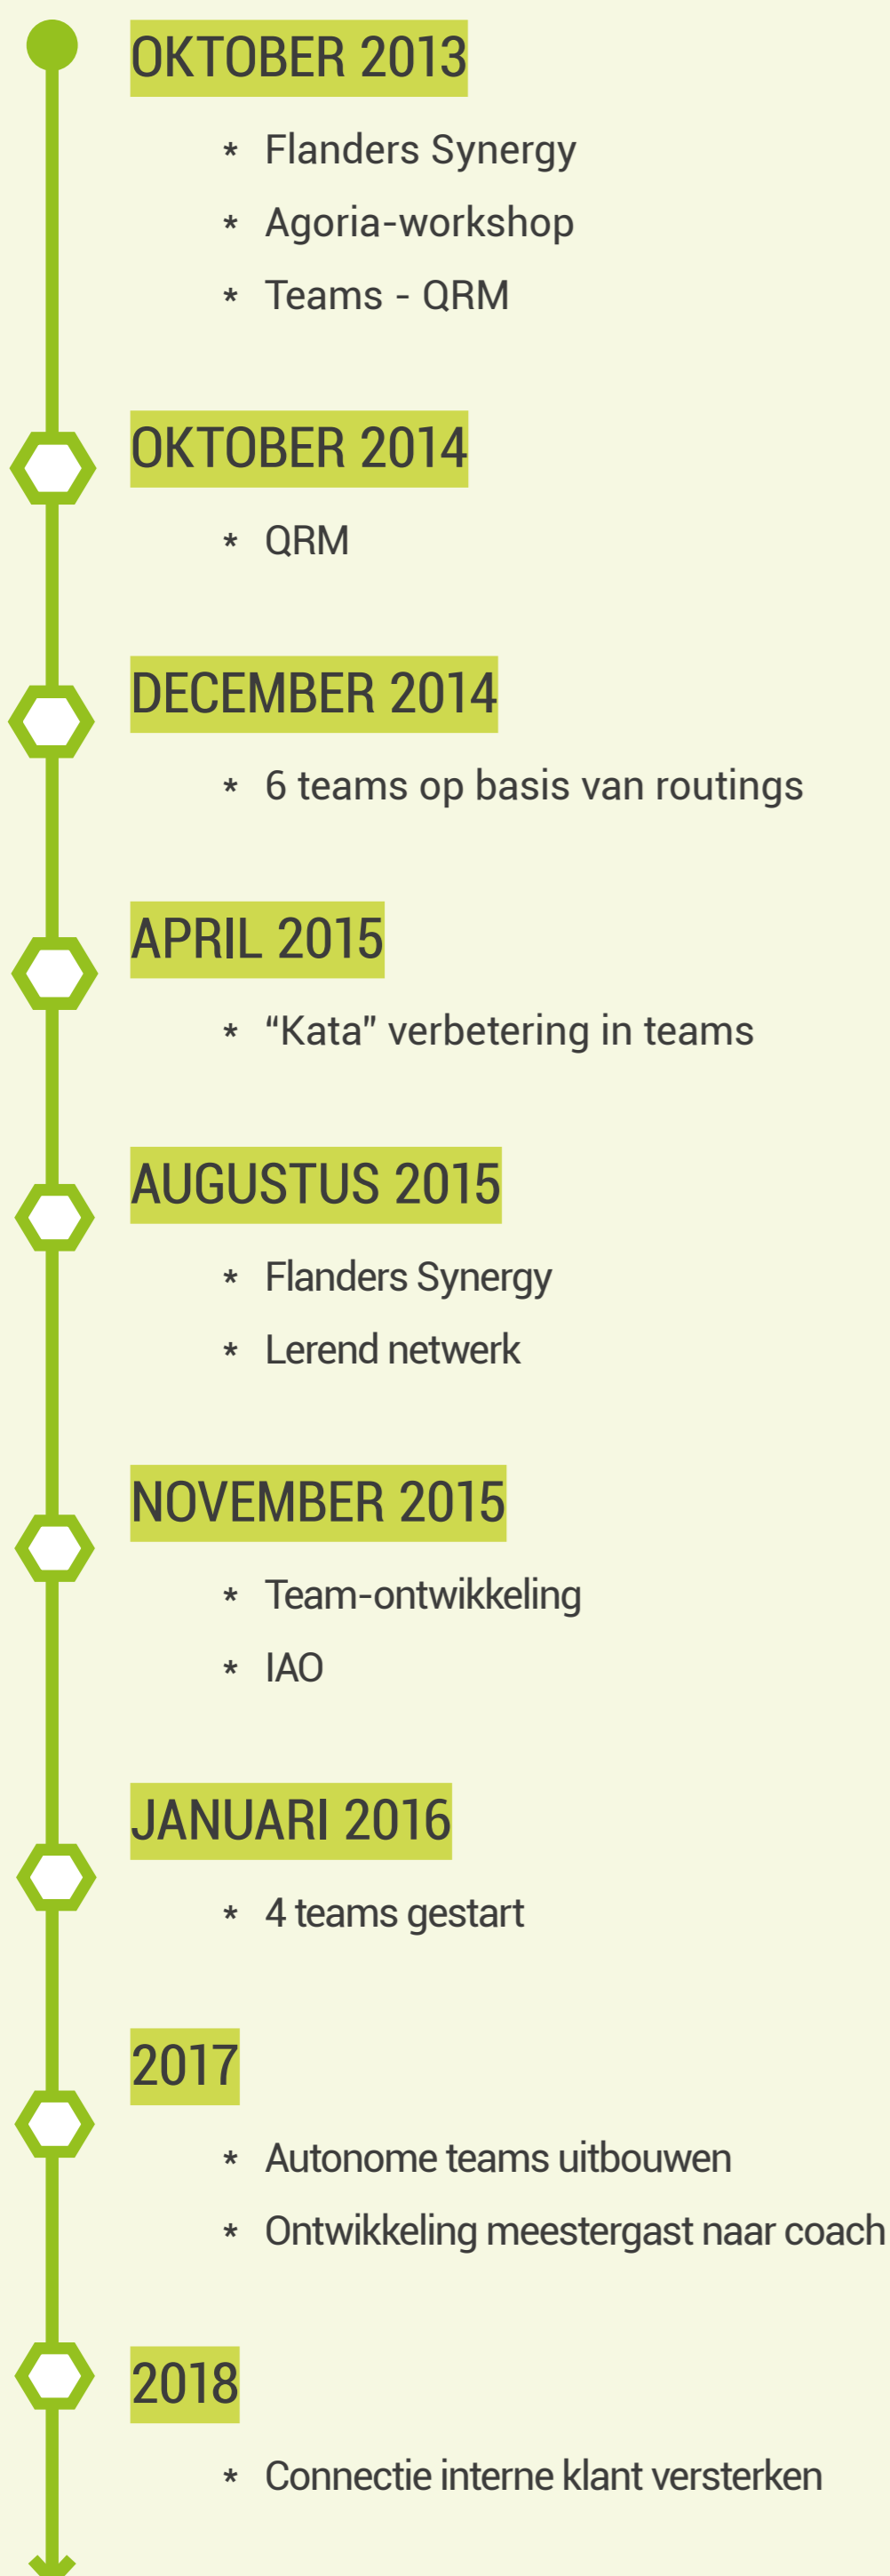 OKTOBER 2013
* Flanders Synergy
* Agoria-workshop
* Teams - QRM
OKTOBER 2014
* QRM
DECEMBER 2014
* 6 teams op basis van routings
APRIL 2015
* “Kata” verbetering in teams
AUGUSTUS 2015
* Flanders Synergy
* Lerend netwerk
NOVEMBER 2015
* Team-ontwikkeling
* IAO
JANUARI 2016
* 4 teams gestart
2017
* Autonome teams uitbouwen
* Ontwikkeling meestergast naar coach
2018
* Connectie interne klant versterken